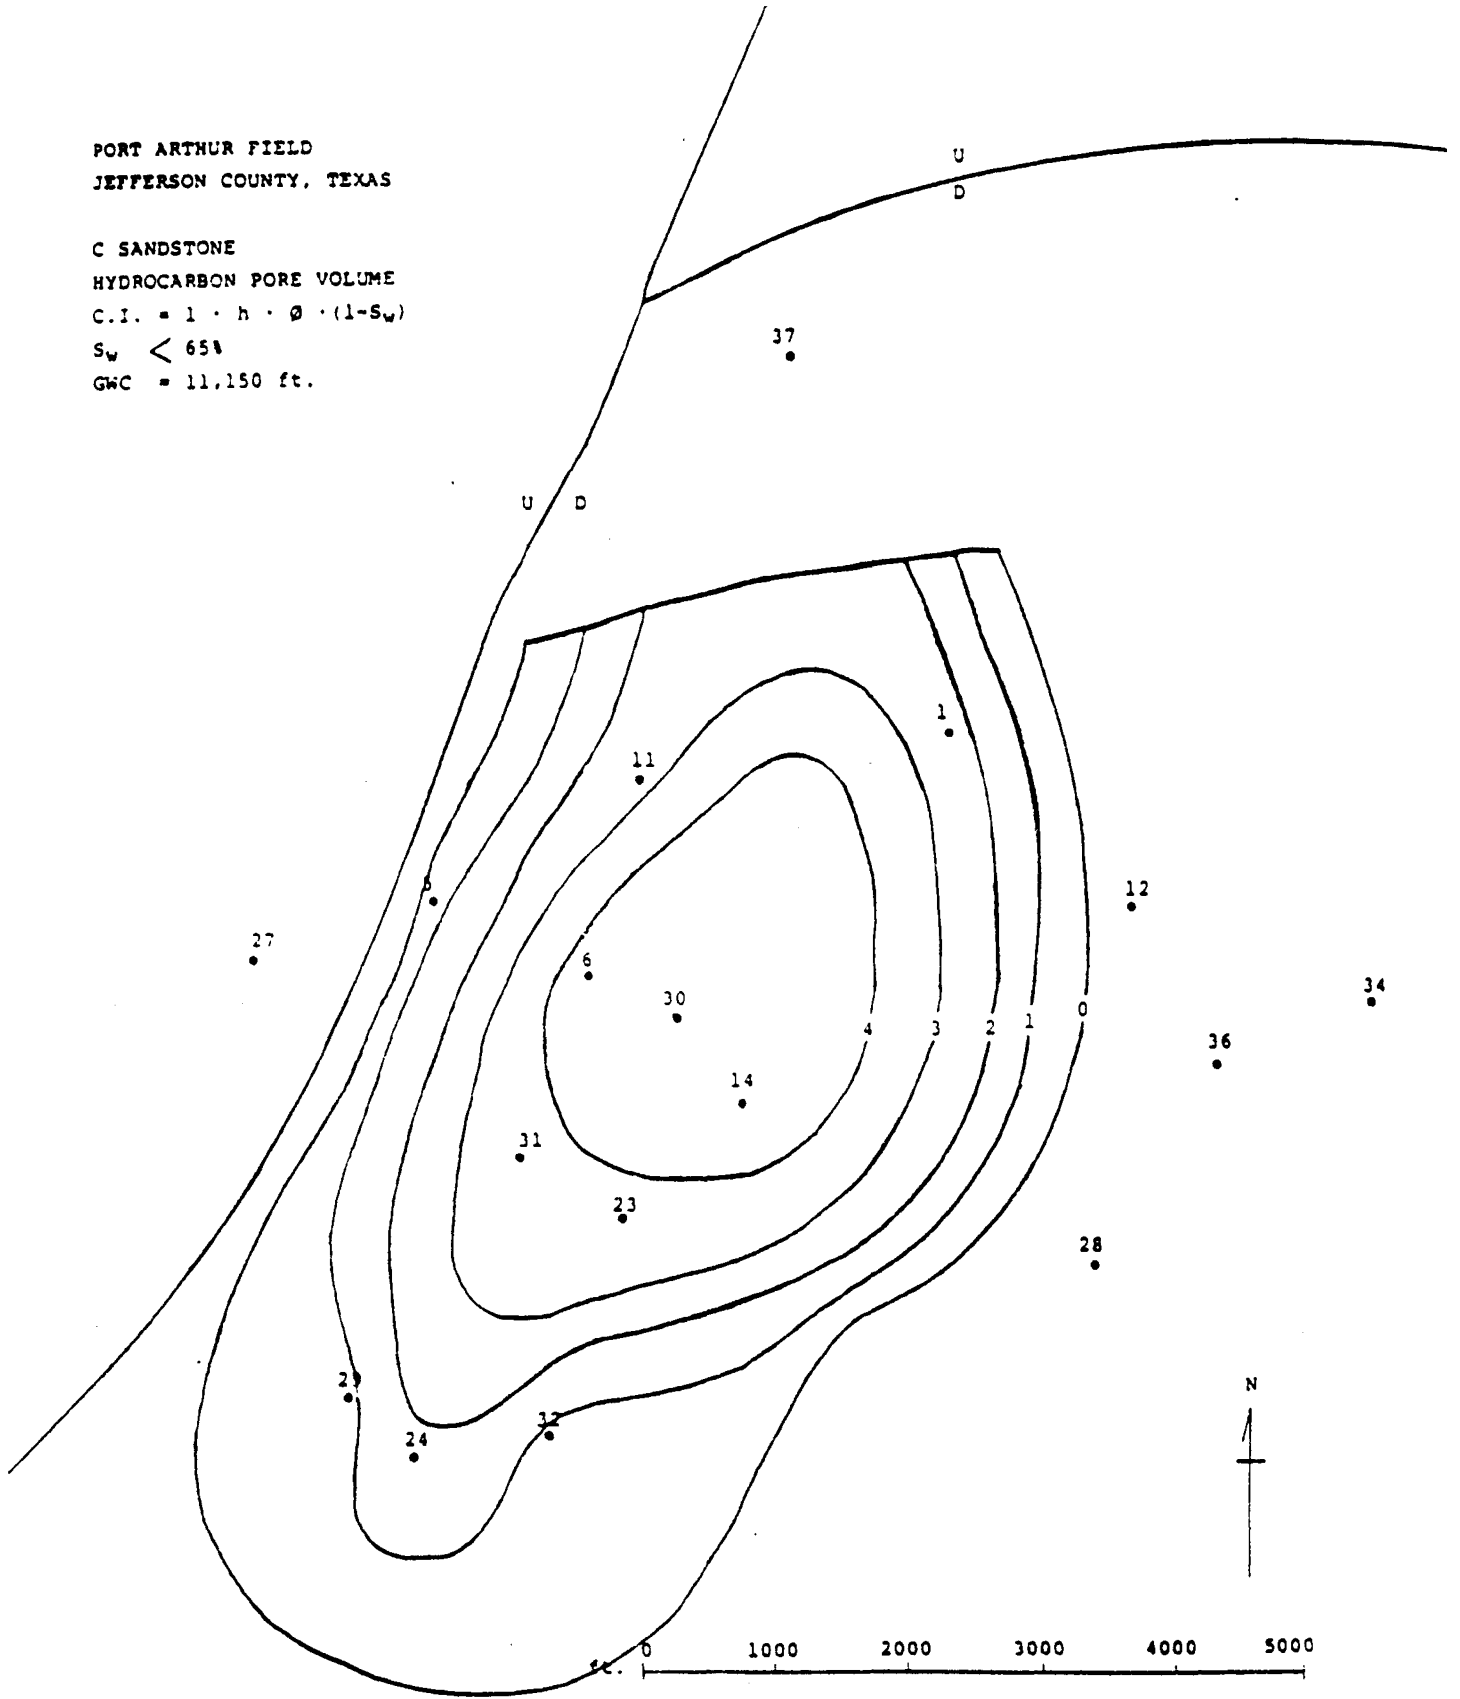 PORT ARTHUR FIELD
JEFFERSON COUNTY, TEXAS
C SANDSTONE
HYDROCARBON PORE VOLUME
C.I. = 1 · h · Ø · (1-Sw)
Sw < 65%
GWC = 11,150 ft.
U
D
37
U D
1
11
5
12
27
6
30
34
4 3 2 1 0
36
14
31
23
28
29
N
32
24
0 1000 2000 3000 4000 5000
ft.